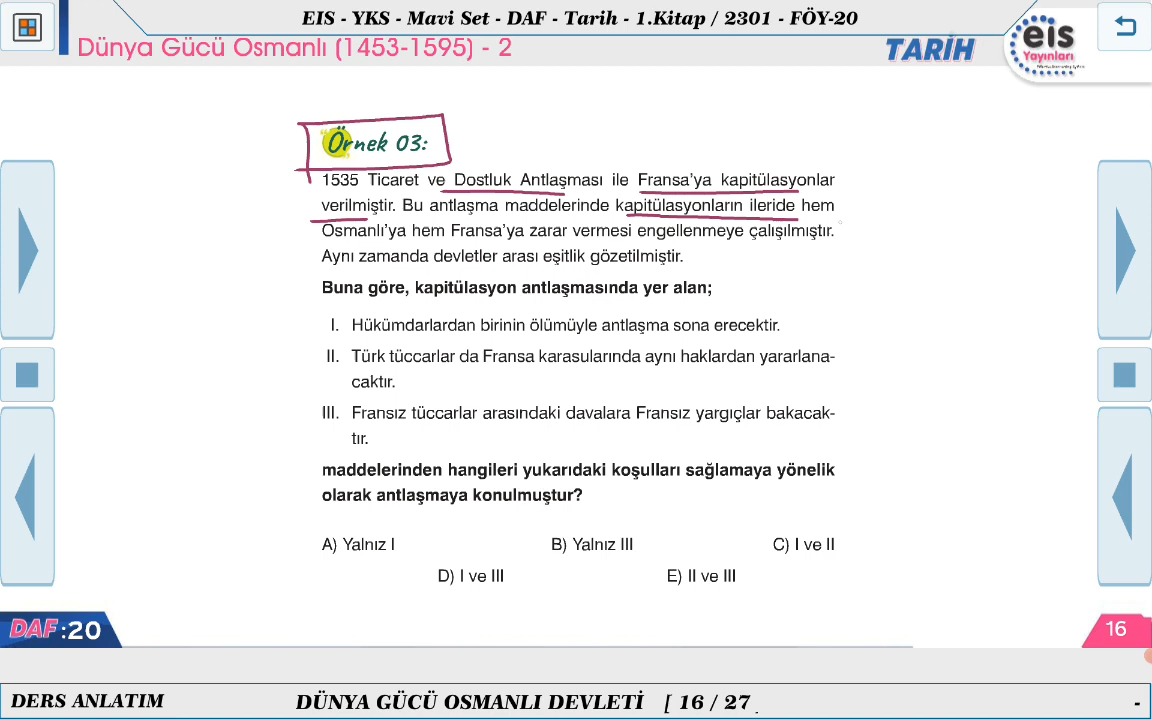 EIS - YKS - Mavi Set - DAF - Tarih - 1.Kitap / 2301 - FÖY-20
Dünya Gücü Osmanlı (1453-1595) - 2
TARİH
eis
Yayınları
Örnek 03:
1535 Ticaret ve Dostluk Antlaşması ile Fransa'ya kapitülasyonlar
verilmiştir. Bu antlaşma maddelerinde kapitülasyonların ileride hem
Osmanlı'ya hem Fransa'ya zarar vermesi engellenmeye çalışılmıştır.
Aynı zamanda devletler arası eşitlik gözetilmiştir.
Buna göre, kapitülasyon antlaşmasında yer alan;
I. Hükümdarlardan birinin ölümüyle antlaşma sona erecektir.
II. Türk tüccarlar da Fransa karasularında aynı haklardan yararlana-
caktır.
III. Fransız tüccarlar arasındaki davalara Fransız yargıçlar bakacak-
tır.
maddelerinden hangileri yukarıdaki koşulları sağlamaya yönelik
olarak antlaşmaya konulmuştur?
A) Yalnız I B) Yalnız III C) I ve II
D) I ve III E) II ve III
DAF:20
16
DERS ANLATIM DÜNYA GÜCÜ OSMANLI DEVLETİ [ 16 / 27 -